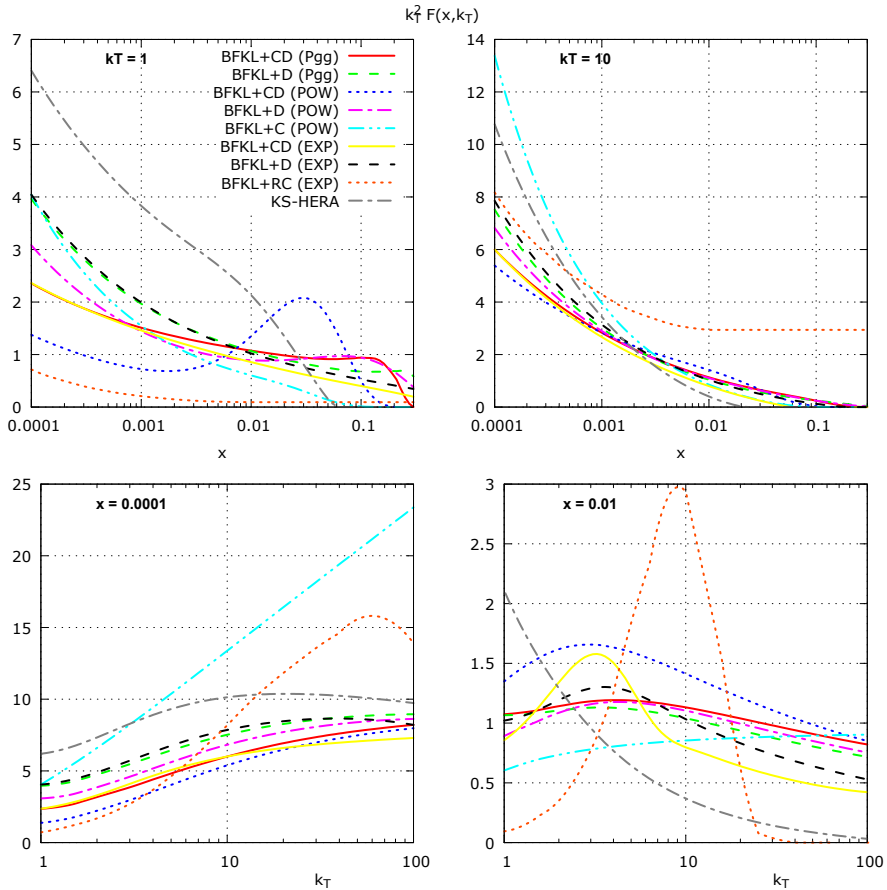 k_T^2 F(x,k_T)
kT = 1
BFKL+CD (Pgg)
BFKL+D (Pgg)
BFKL+CD (POW)
BFKL+D (POW)
BFKL+C (POW)
BFKL+CD (EXP)
BFKL+D (EXP)
BFKL+RC (EXP)
KS-HERA
7
6
5
4
3
2
1
0
0.0001 0.001 0.01 0.1
x
kT = 10
14
12
10
8
6
4
2
0
0.0001 0.001 0.01 0.1
x
x = 0.0001
25
20
15
10
5
0
1 10 100
k_T
x = 0.01
3
2.5
2
1.5
1
0.5
0
1 10 100
k_T